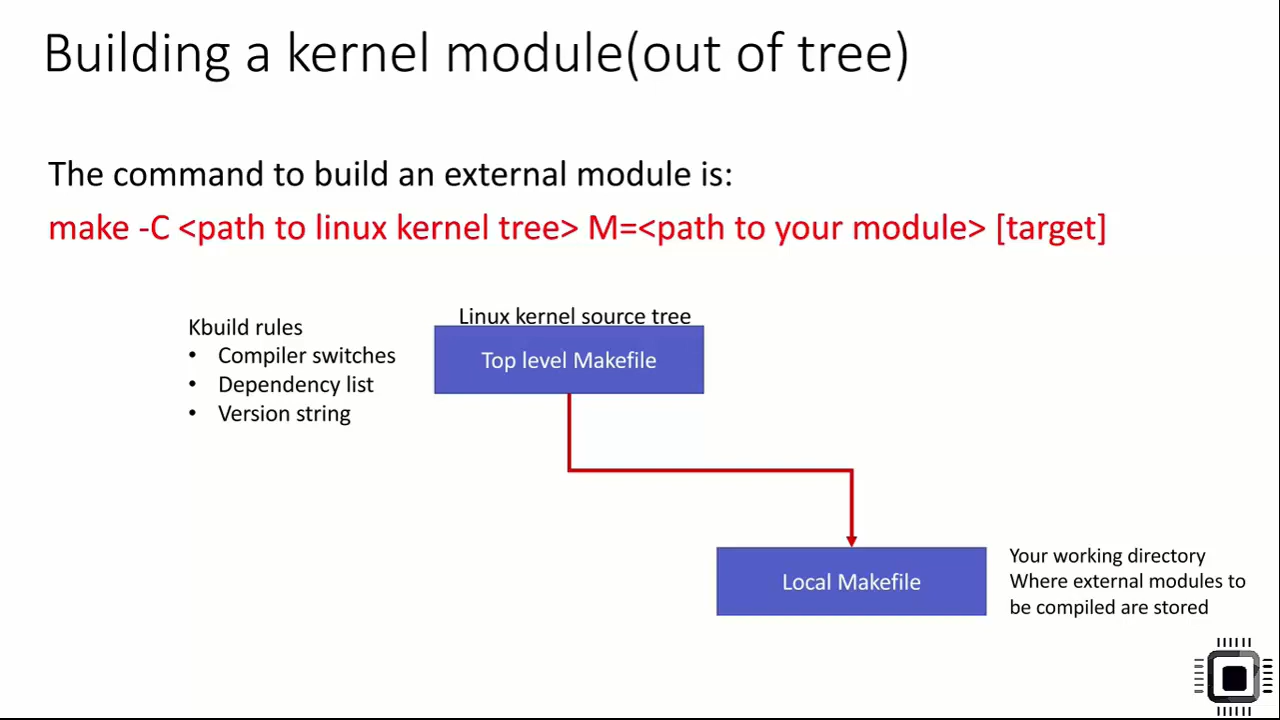 Building a kernel module(out of tree)
The command to build an external module is:
make -C <path to linux kernel tree> M=<path to your module> [target]
Kbuild rules
• Compiler switches
• Dependency list
• Version string
Linux kernel source tree
Top level Makefile
Local Makefile
Your working directory
Where external modules to
be compiled are stored